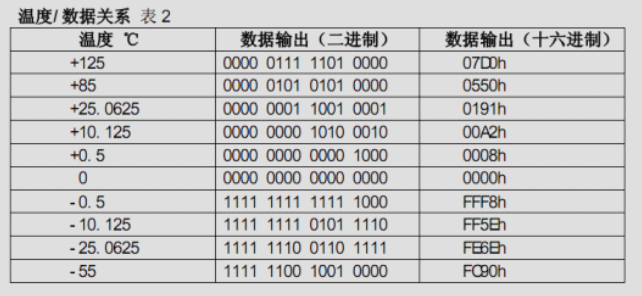 温度/数据关系 表 2
温度 ℃ 数据输出（二进制） 数据输出（十六进制）
+125 0000 0111 1101 0000 07D0h
+85 0000 0101 0101 0000 0550h
+25.0625 0000 0001 1001 0001 0191h
+10.125 0000 0000 1010 0010 00A2h
+0.5 0000 0000 0000 1000 0008h
0 0000 0000 0000 0000 0000h
-0.5 1111 1111 1111 1000 FFF8h
-10.125 1111 1111 0101 1110 FF5Eh
-25.0625 1111 1110 0110 1111 FE6Eh
-55 1111 1100 1001 0000 FC90h